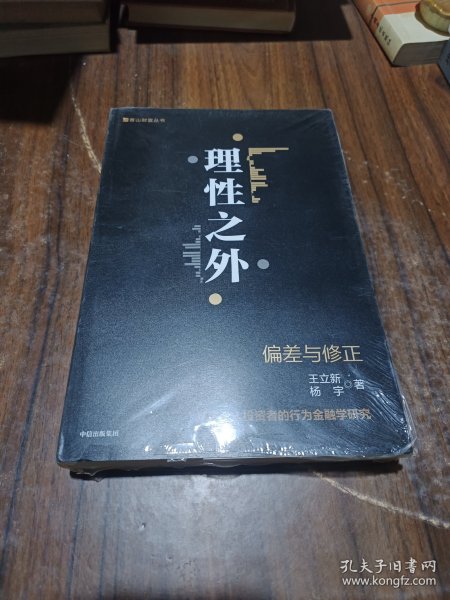 理性之外
偏差与修正
王立新
杨宇 著
投资者的行为金融学研究
中信出版集团
孔夫子旧书网
www.kongfz.com